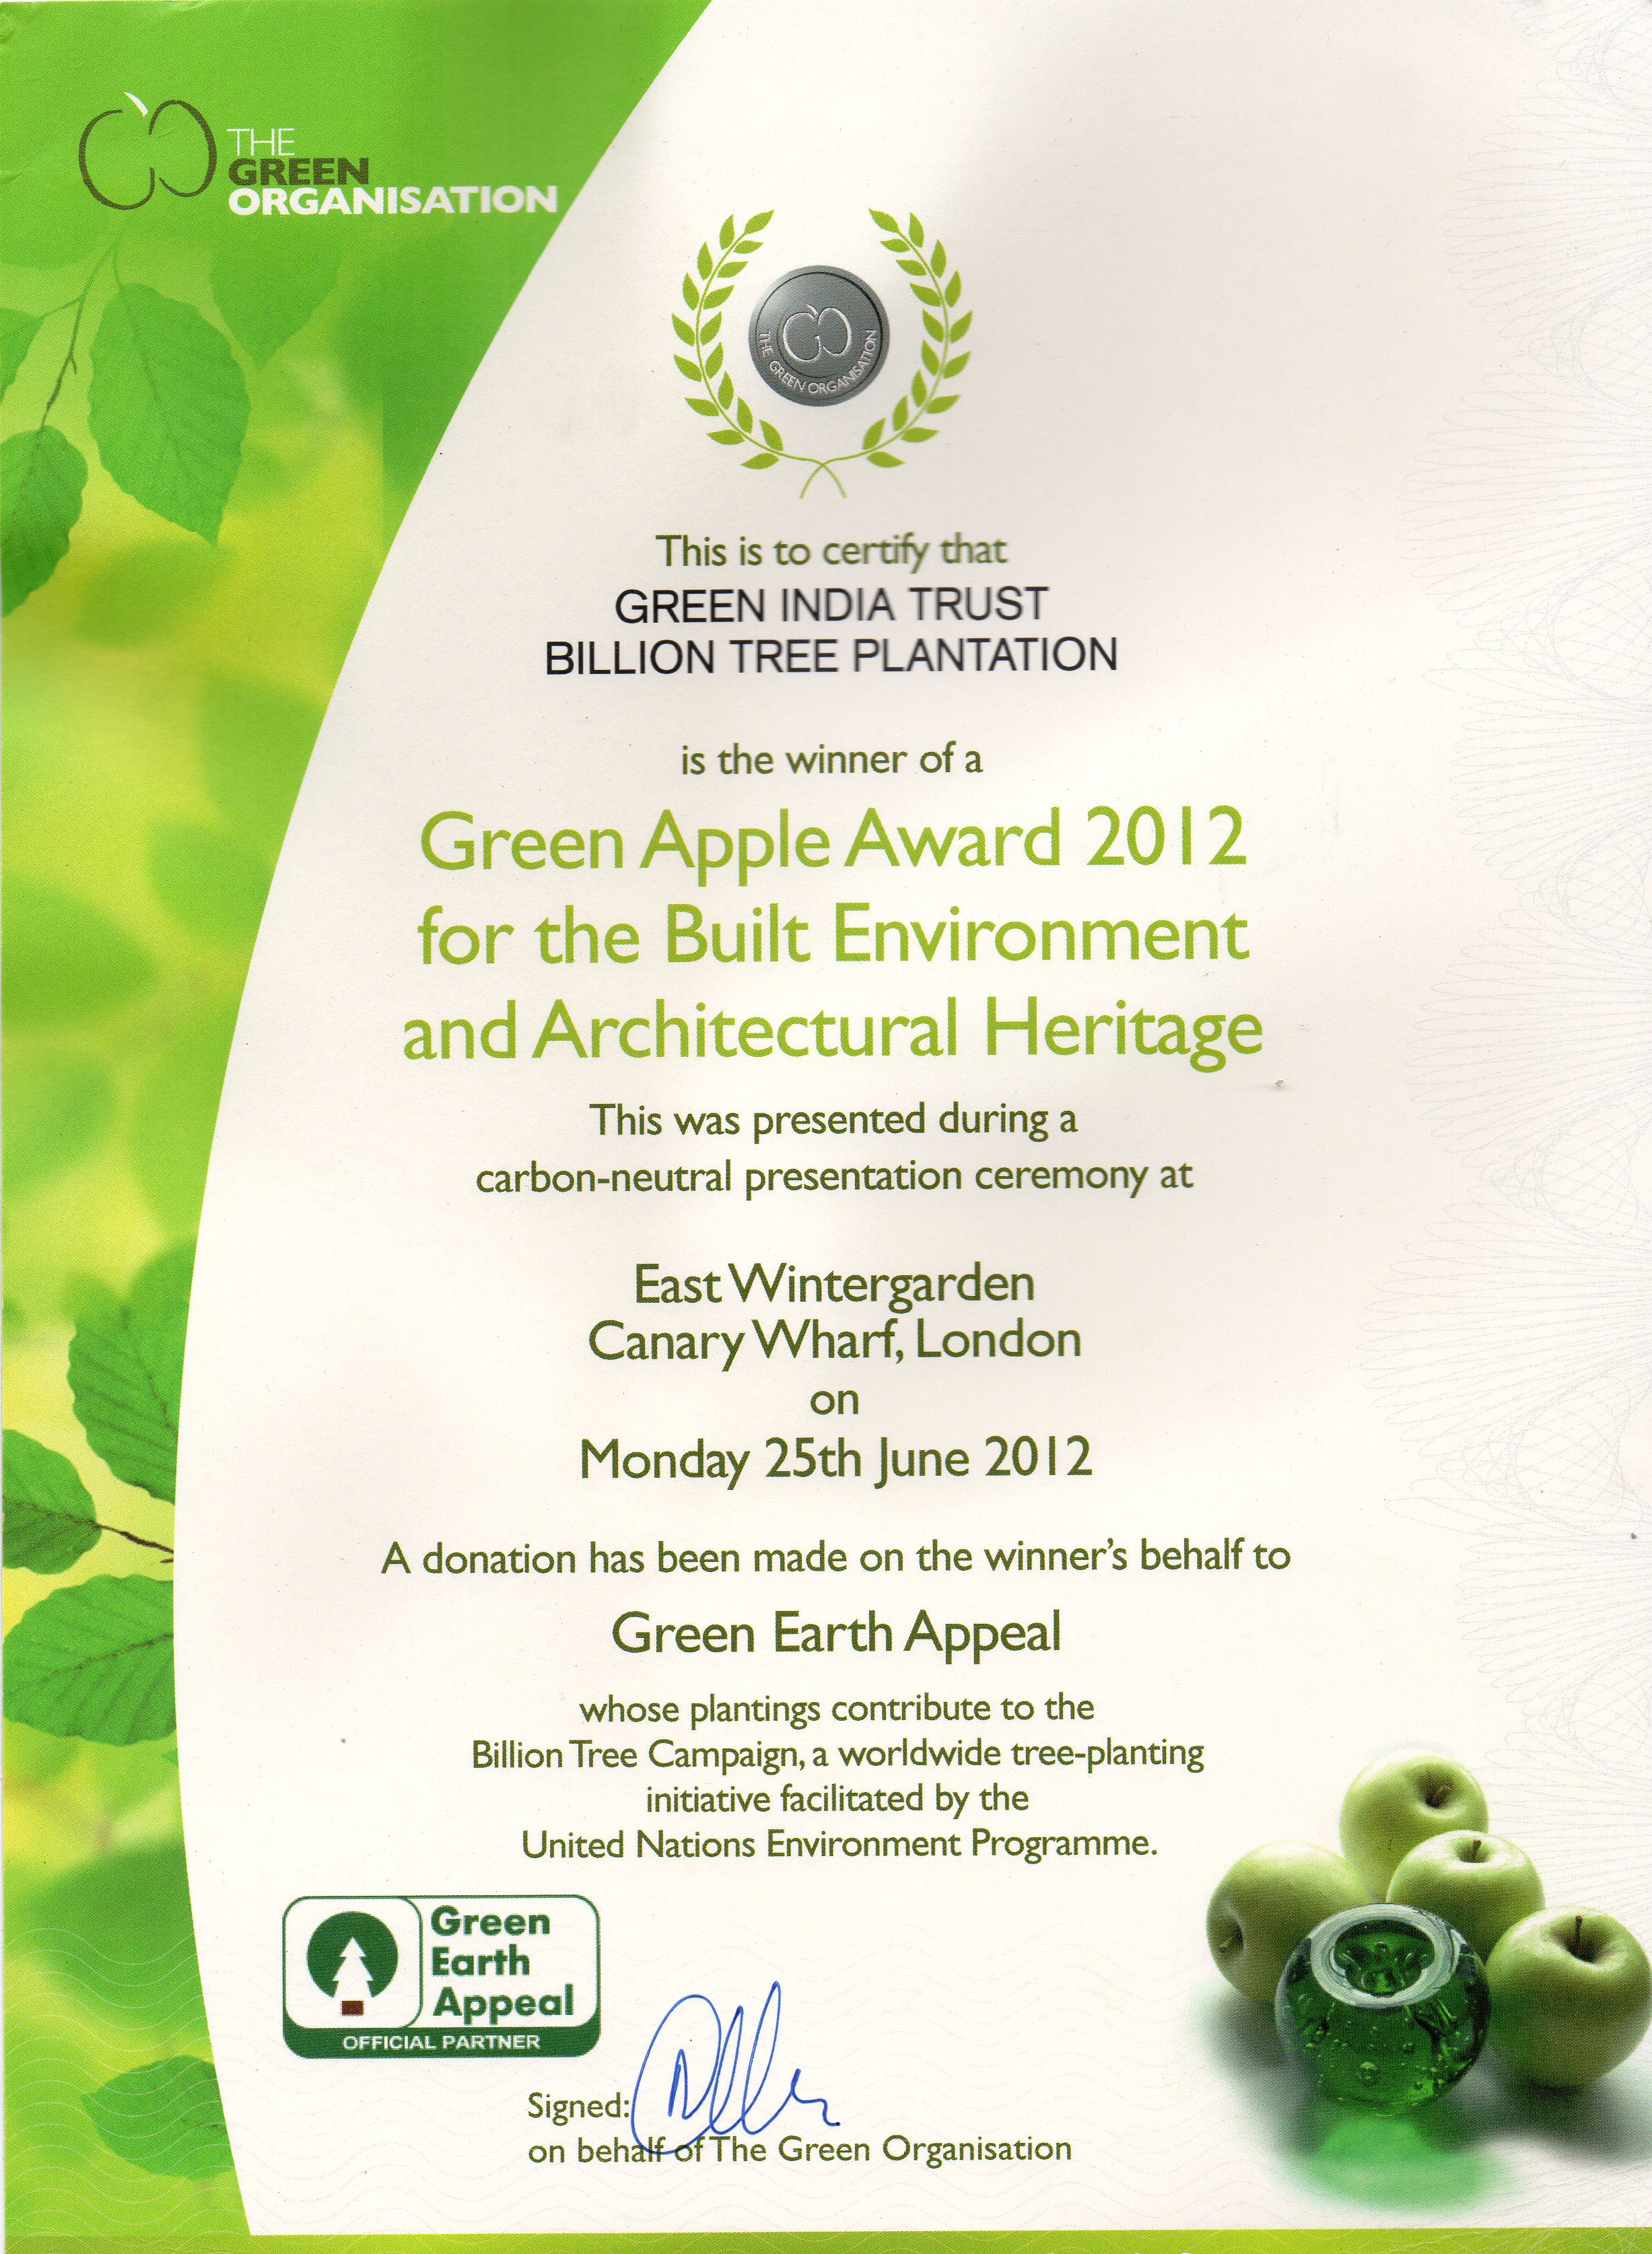 THE
GREEN
ORGANISATION
THE GREEN ORGANISATION
This is to certify that
GREEN INDIA TRUST
BILLION TREE PLANTATION
is the winner of a
Green Apple Award 2012
for the Built Environment
and Architectural Heritage
This was presented during a
carbon-neutral presentation ceremony at
East Wintergarden
Canary Wharf, London
on
Monday 25th June 2012
A donation has been made on the winner's behalf to
Green Earth Appeal
whose plantings contribute to the
Billion Tree Campaign, a worldwide tree-planting
initiative facilitated by the
United Nations Environment Programme.
Green
Earth
Appeal
OFFICIAL PARTNER
Signed:
on behalf of The Green Organisation